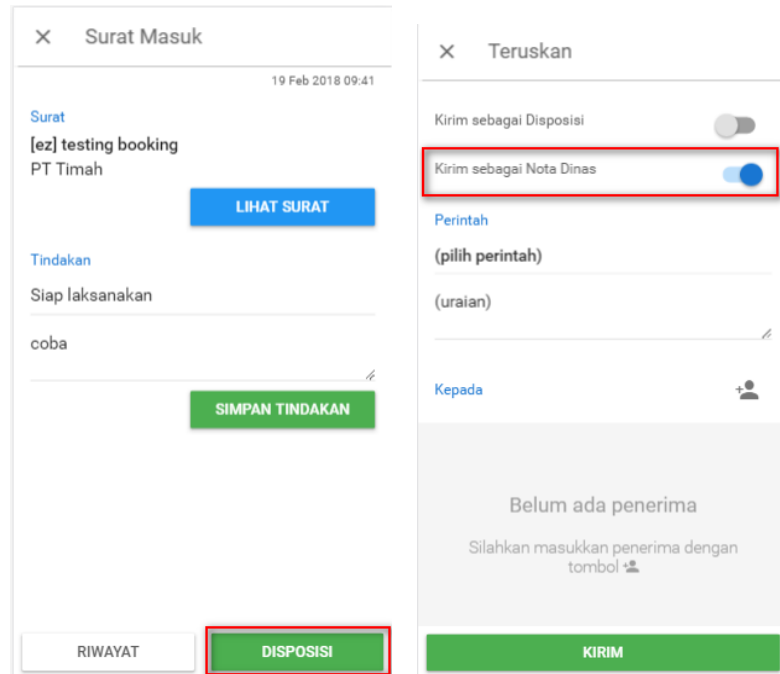 Surat Masuk
19 Feb 2018 09:41
Surat
[ez] testing booking
PT Timah
LIHAT SURAT
Tindakan
Siap laksanakan
coba
SIMPAN TINDAKAN
RIWAYAT
DISPOSISI
Teruskan
Kirim sebagai Disposisi
Kirim sebagai Nota Dinas
Perintah
(pilih perintah)
(uraian)
Kepada
Belum ada penerima
Silahkan masukkan penerima dengan
tombol
KIRIM